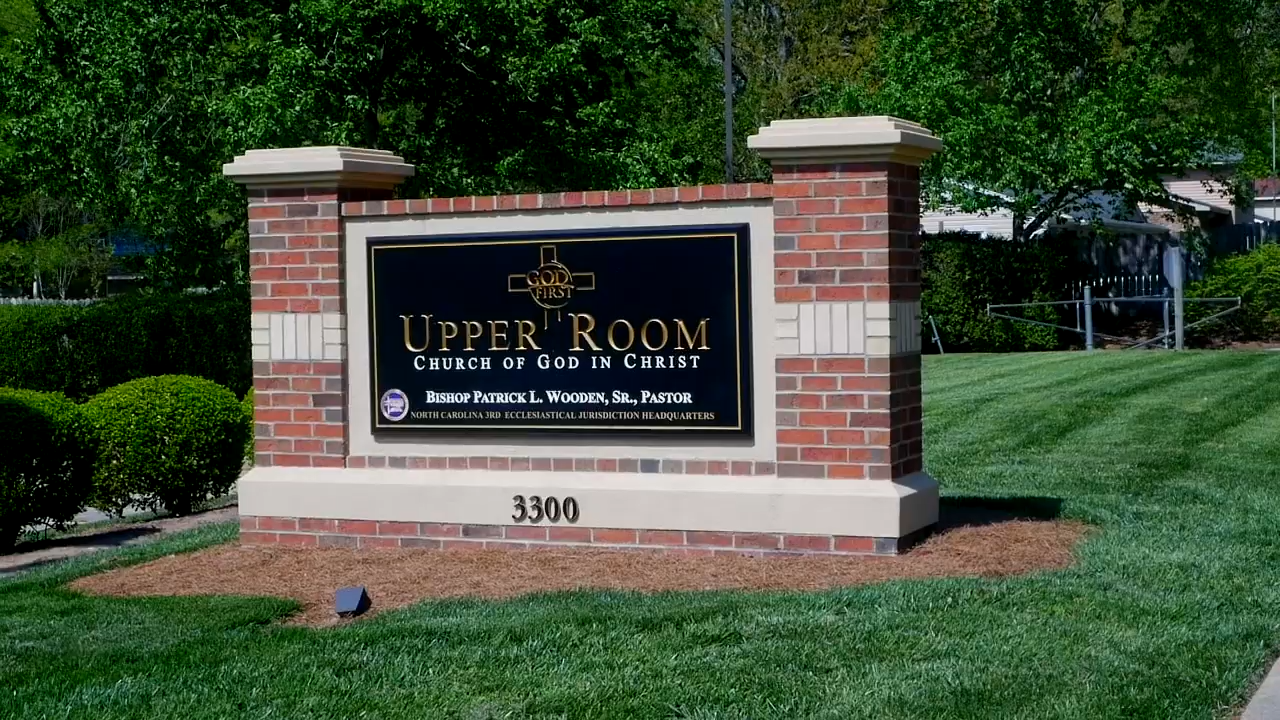 GOD
FIRST
UPPER ROOM
CHURCH OF GOD IN CHRIST
BISHOP PATRICK L. WOODEN, SR., PASTOR
NORTH CAROLINA 3RD ECCLESIASTICAL JURISDICTION HEADQUARTERS
3300